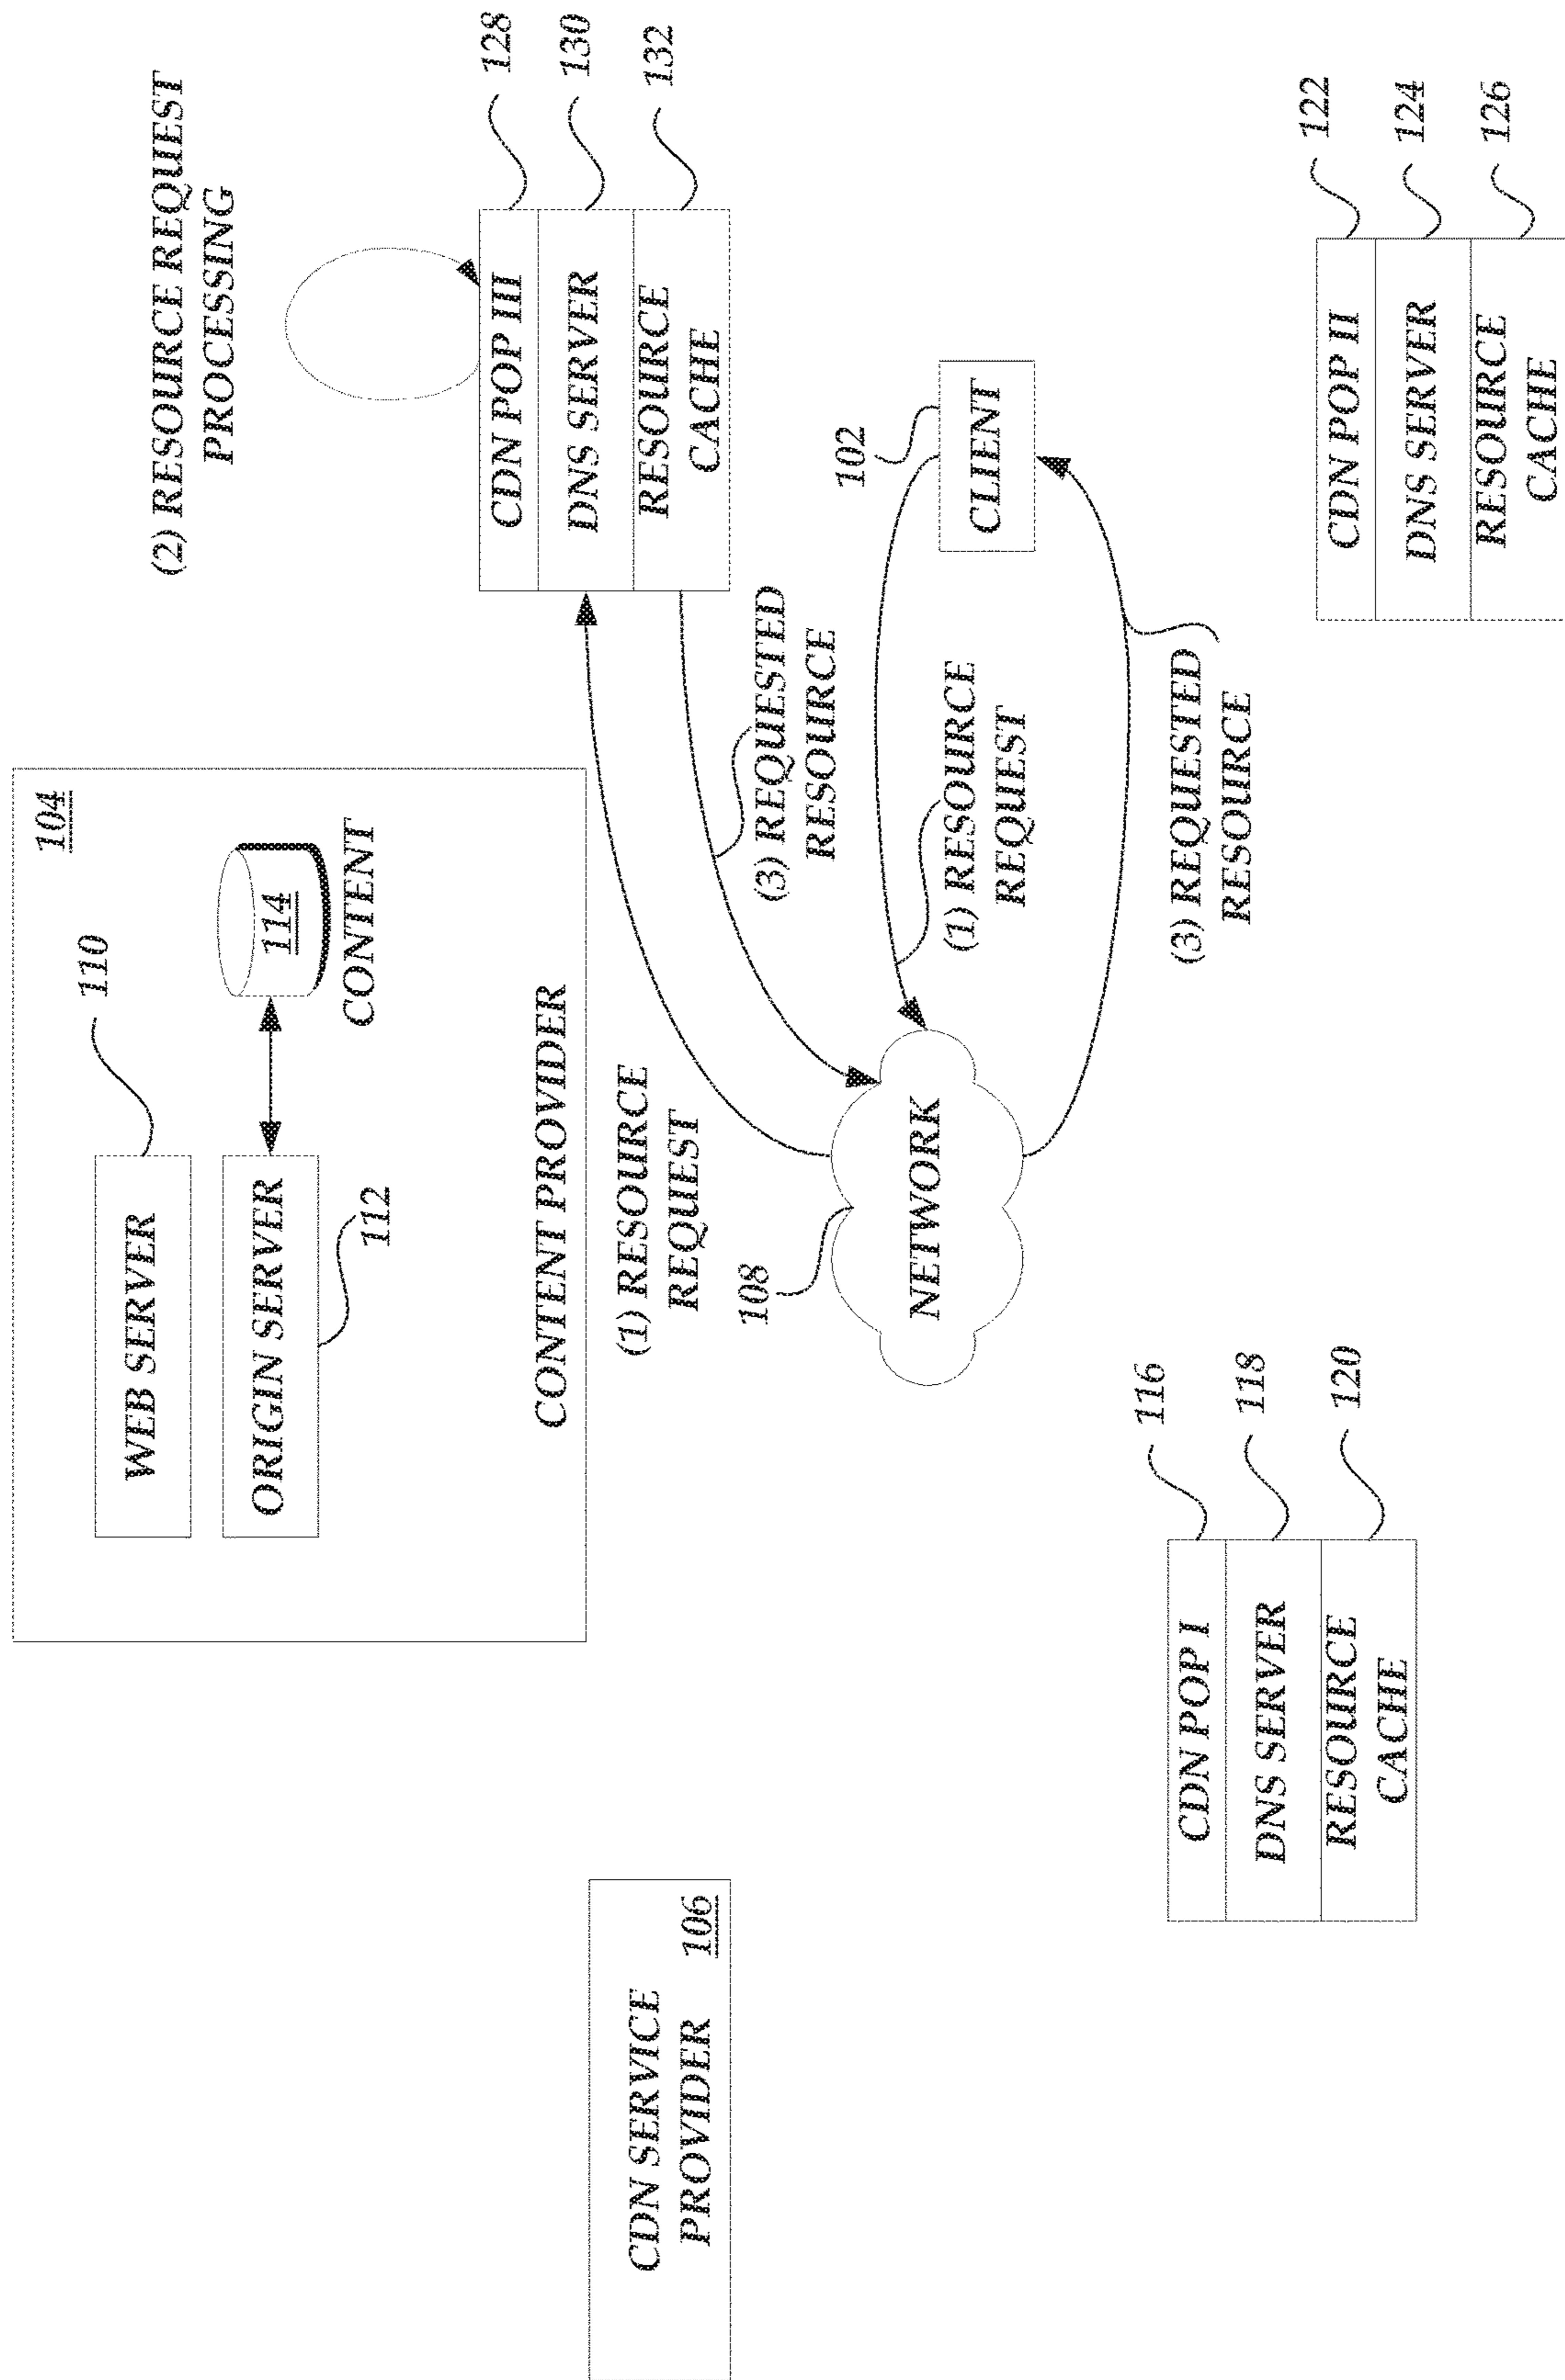 104
WEB SERVER
110
ORIGIN SERVER
112
114
CONTENT
CONTENT PROVIDER
(2) RESOURCE REQUEST
PROCESSING
CDN SERVICE
PROVIDER
106
(1) RESOURCE
REQUEST
CDN POP III
128
DNS SERVER
130
RESOURCE
CACHE
132
(3) REQUESTED
RESOURCE
108
NETWORK
102
CLIENT
(1) RESOURCE
REQUEST
(3) REQUESTED
RESOURCE
CDN POP I
116
DNS SERVER
118
RESOURCE
CACHE
120
CDN POP II
122
DNS SERVER
124
RESOURCE
CACHE
126